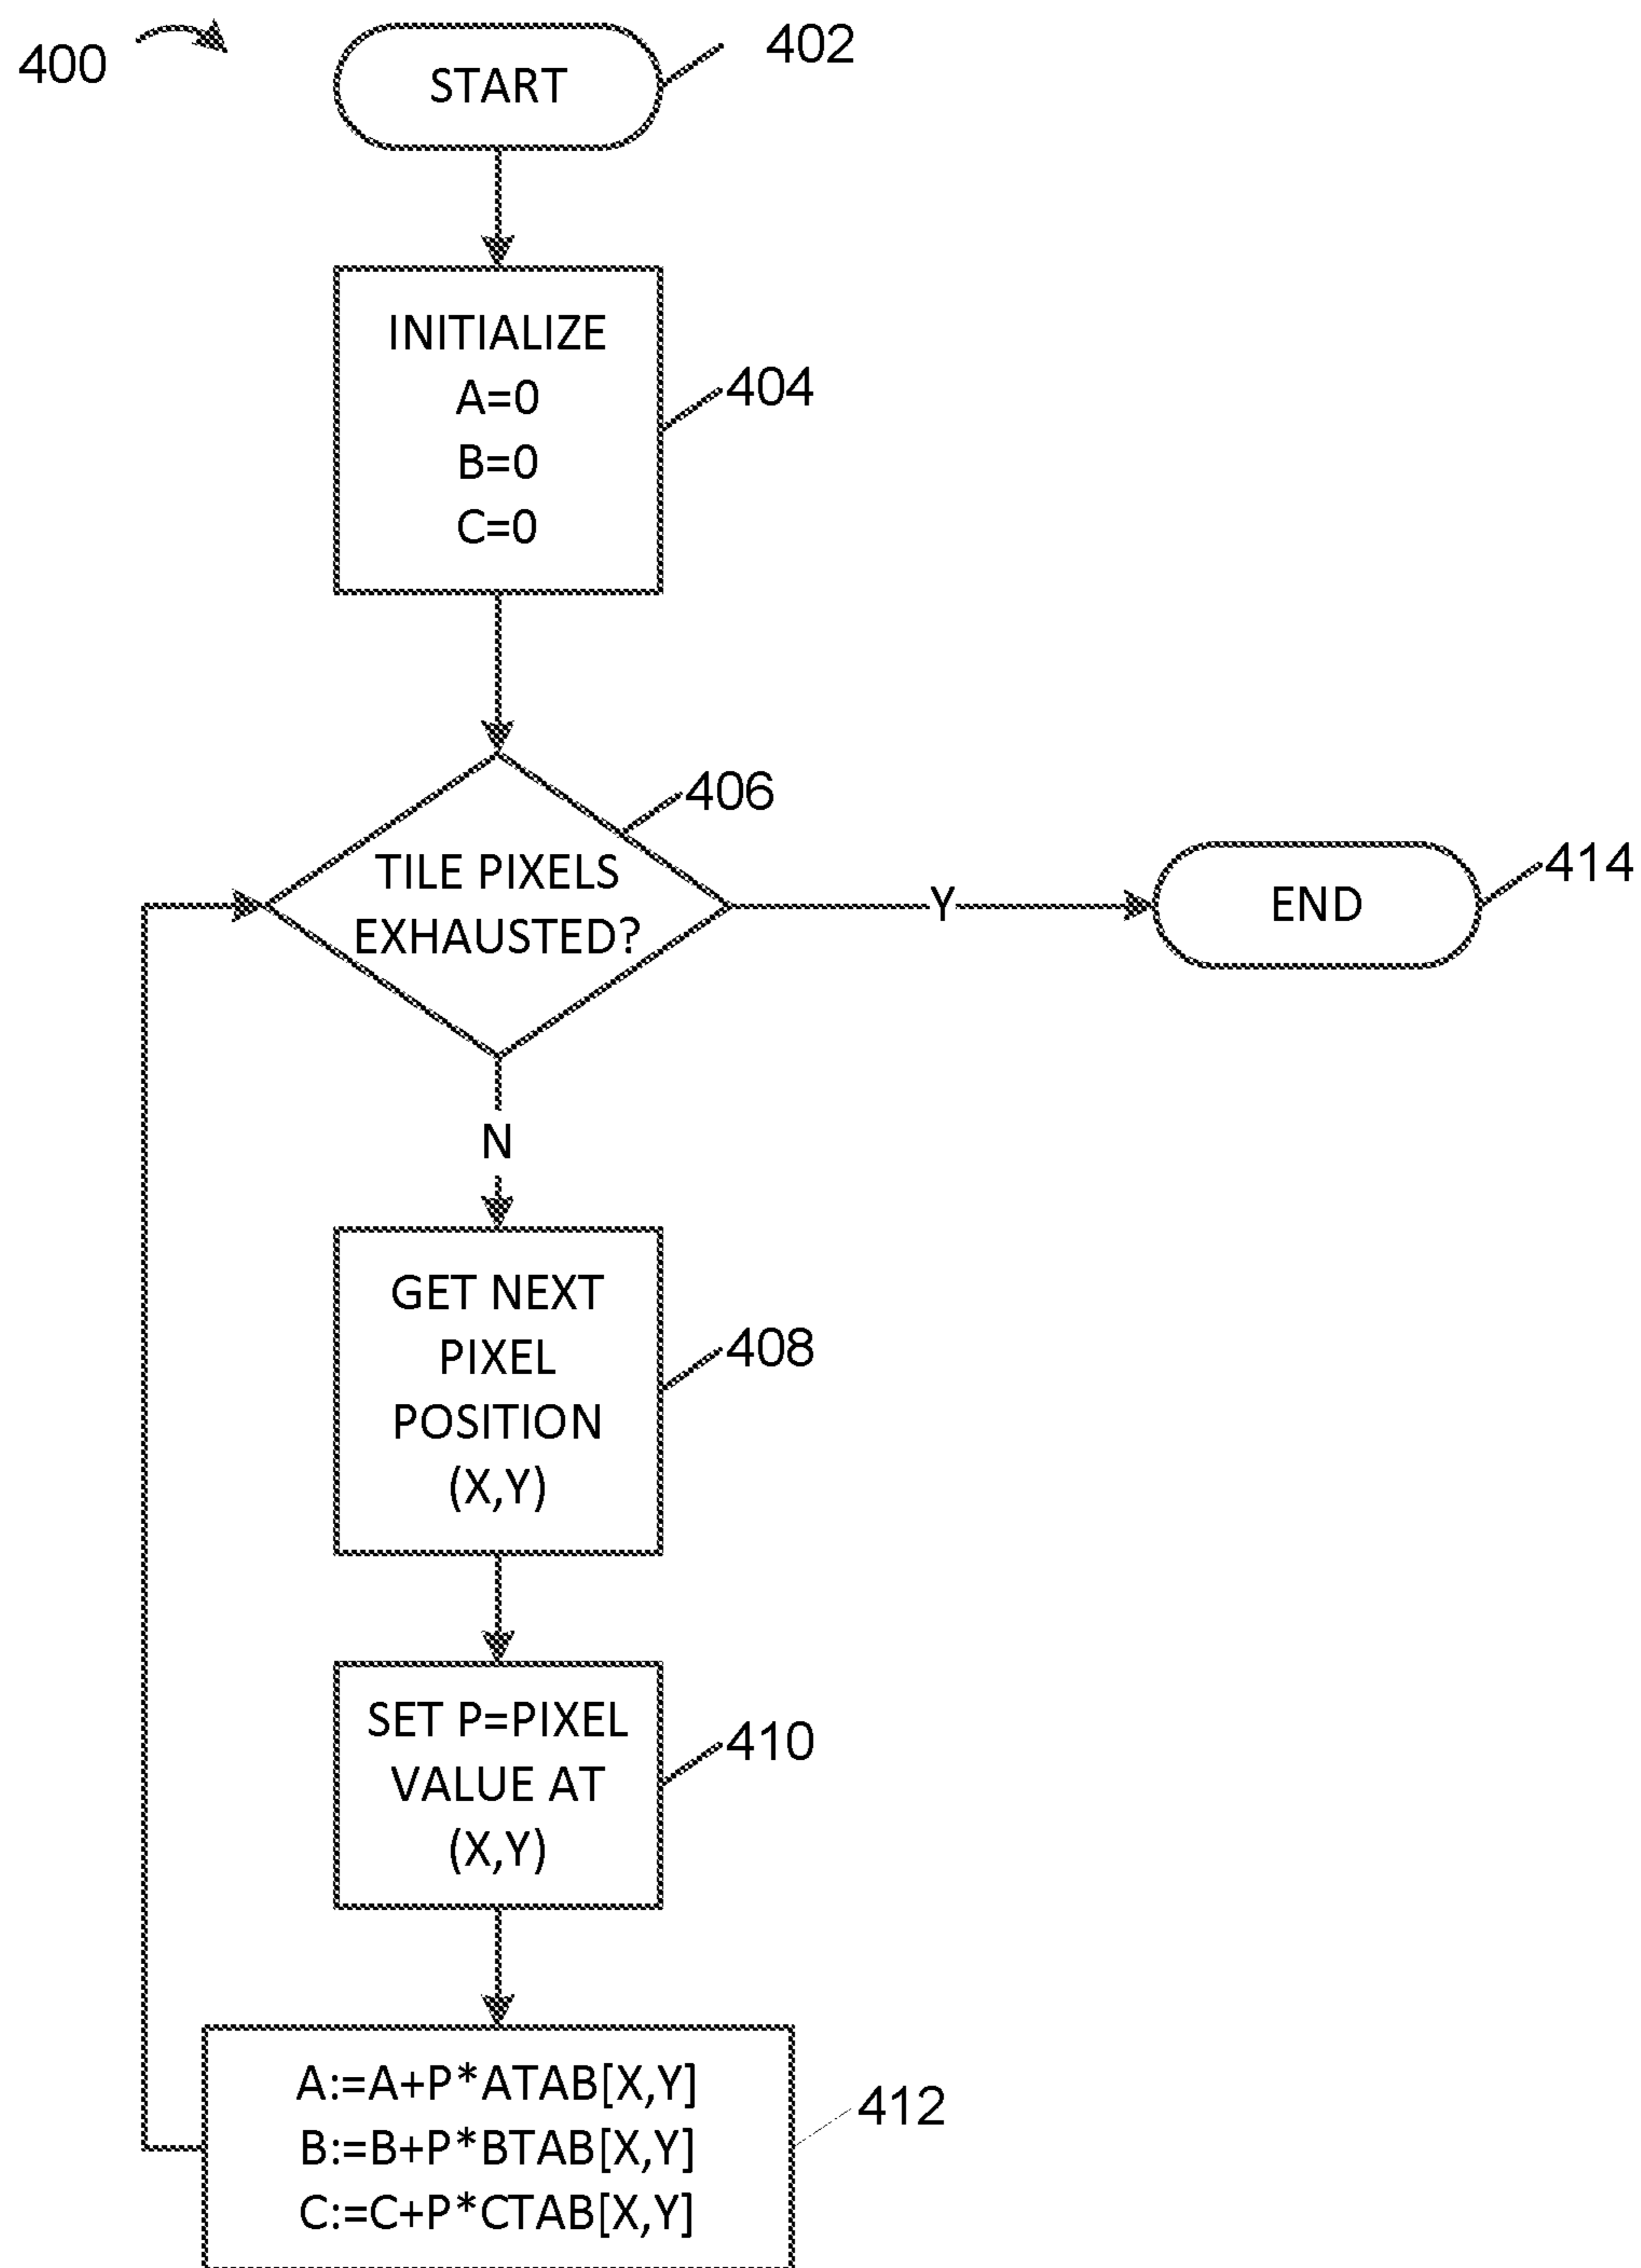 400
START
402
INITIALIZE
A=0
B=0
C=0
404
406
TILE PIXELS
EXHAUSTED?
Y
END
414
N
GET NEXT
PIXEL
POSITION
(X,Y)
408
SET P=PIXEL
VALUE AT
(X,Y)
410
A:=A+P*ATAB[X,Y]
B:=B+P*BTAB[X,Y]
C:=C+P*CTAB[X,Y]
412